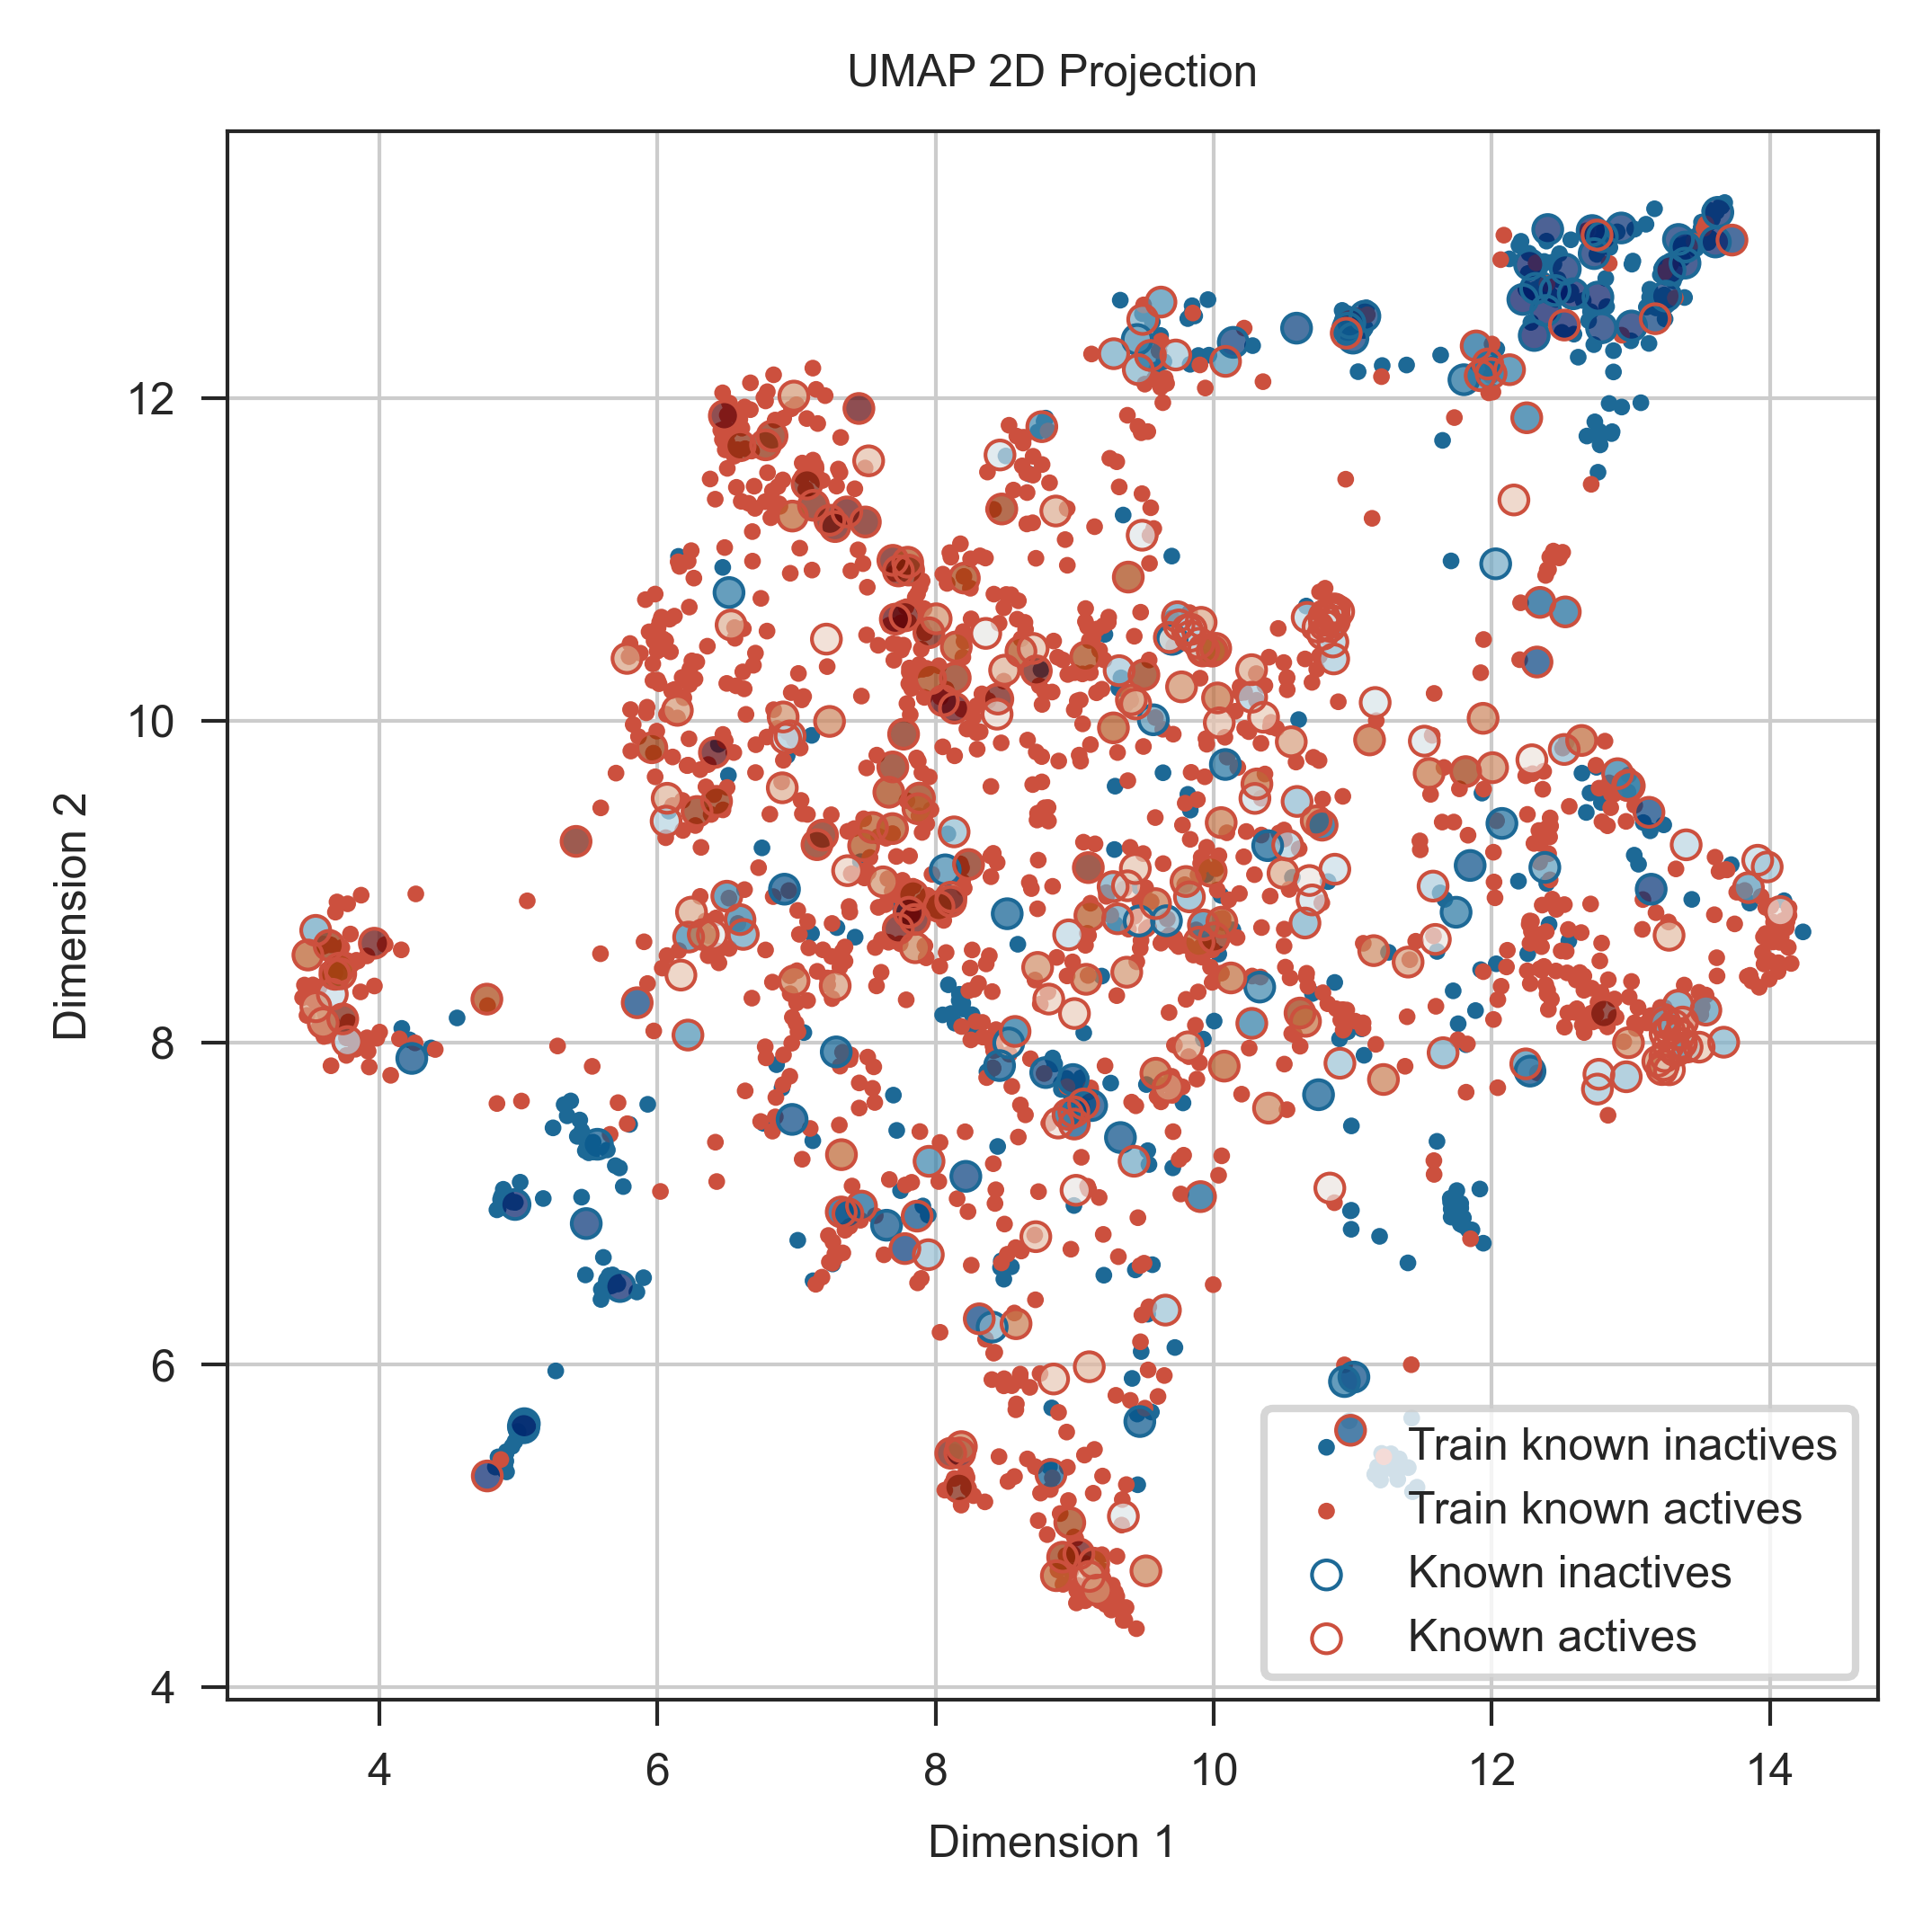 UMAP 2D Projection
Dimension 2
12
10
8
6
4
Train known inactives
Train known actives
Known inactives
Known actives
4 6 8 10 12 14
Dimension 1